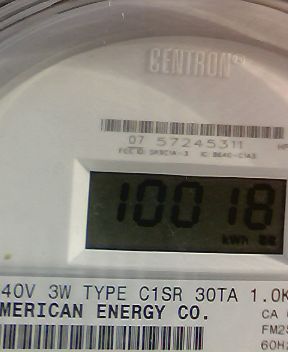 CENTRON
07 57245311
10018
kWh
40V 3W TYPE C1SR 30TA 1.0K
MERICAN ENERGY CO.
CA
FM2S
60Hz